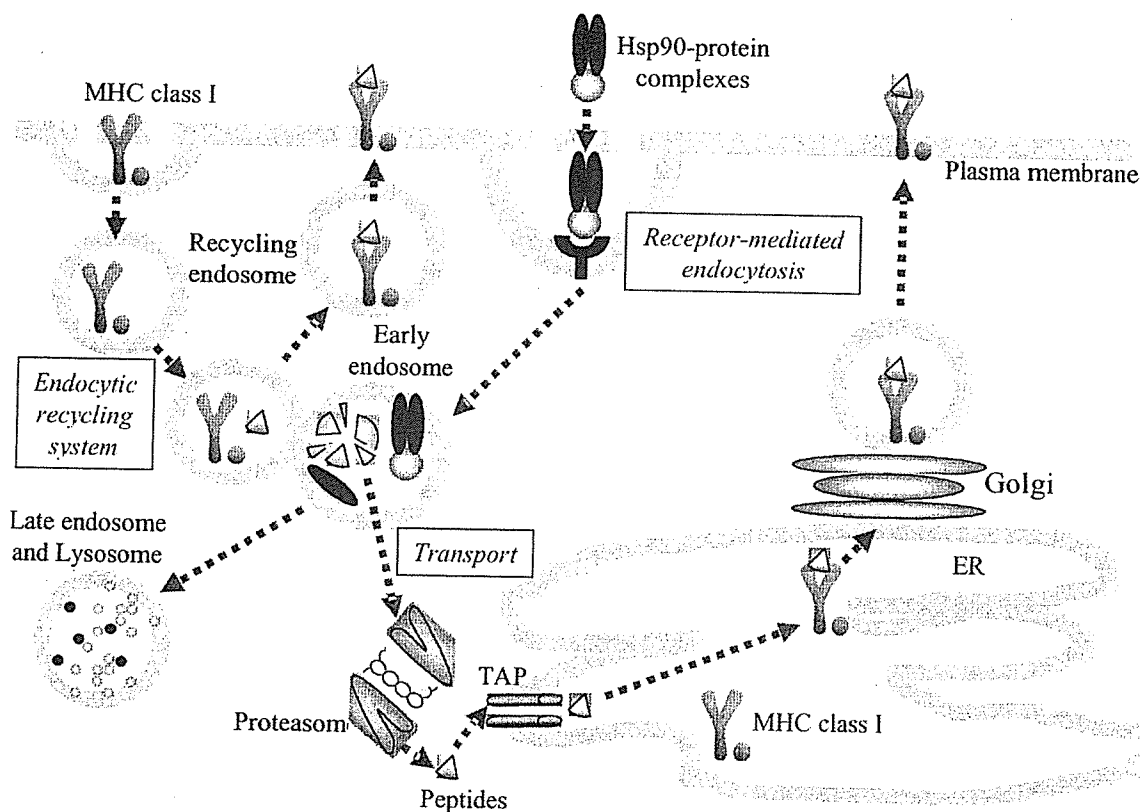 Hsp90-protein
complexes
MHC class I
Plasma membrane
Receptor-mediated
endocytosis
Recycling
endosome
Early
endosome
Endocytic
recycling
system
Golgi
Late endosome
and Lysosome
Transport
ER
TAP
Proteasom
MHC class I
Peptides